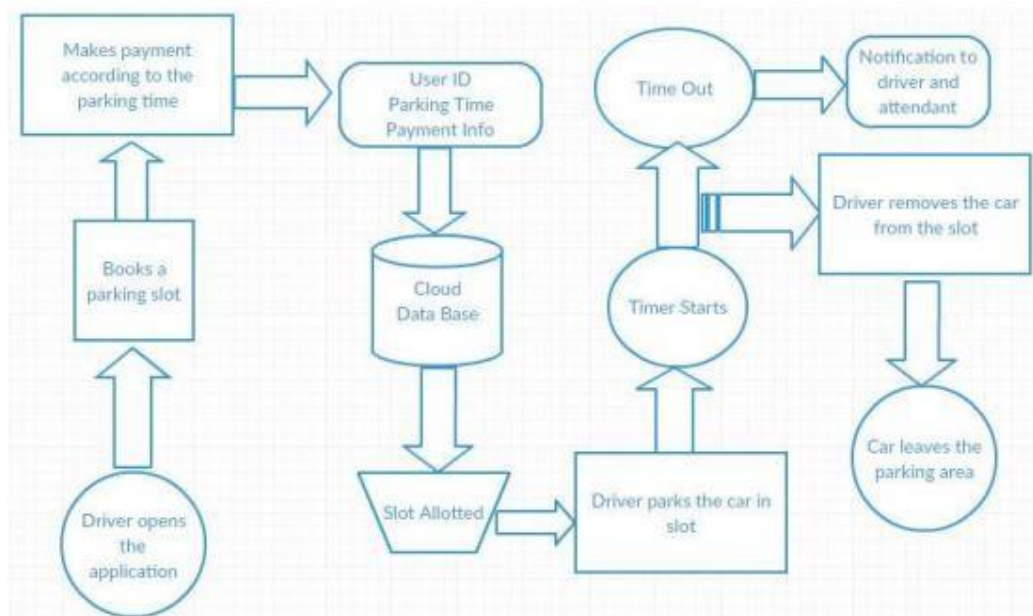 Makes payment
according to the
parking time
User ID
Parking Time
Payment Info
Time Out
Notification to
driver and
attendant
Driver removes the car
from the slot
Books a
parking slot
Cloud
Data Base
Timer Starts
Car leaves the
parking area
Driver opens
the
application
Slot Allotted
Driver parks the car in
slot